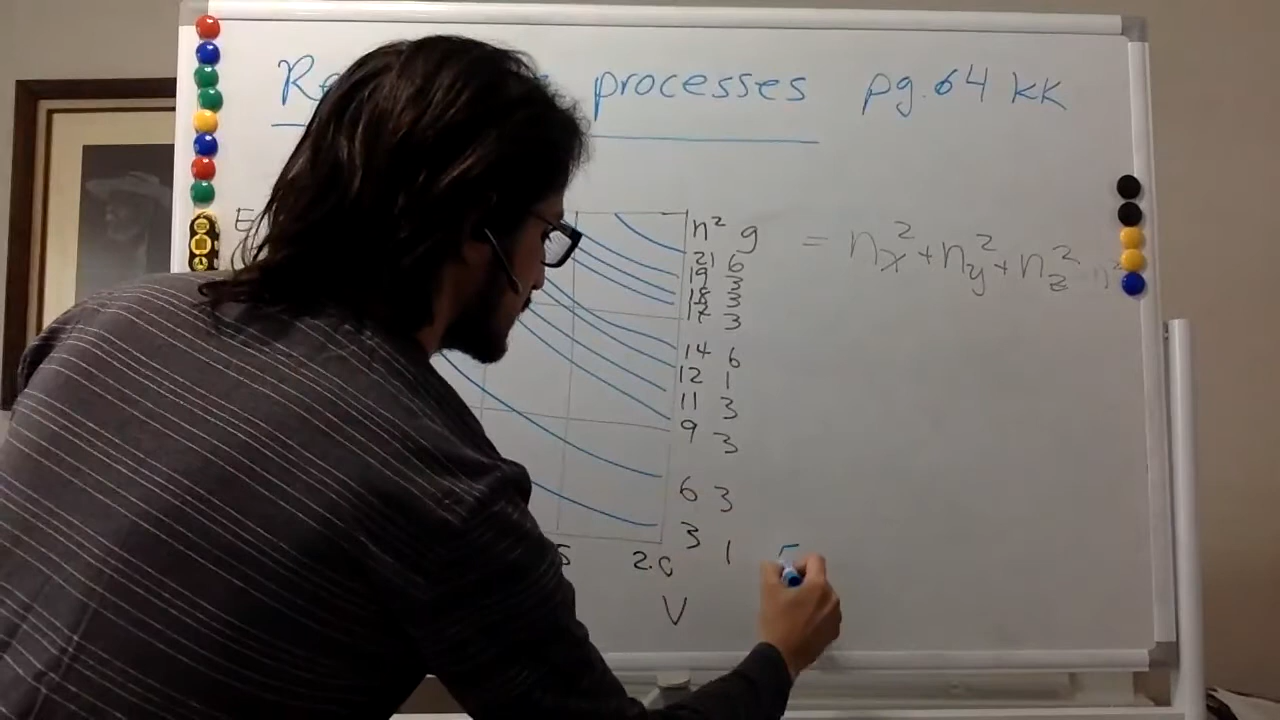 processes pg.64 KK
E
n² g = nx² + ny² + nz²
21 6
19 3
18 3
17 3
14 6
12 1
11 3
9 3
6 3
3 1
2.0
V